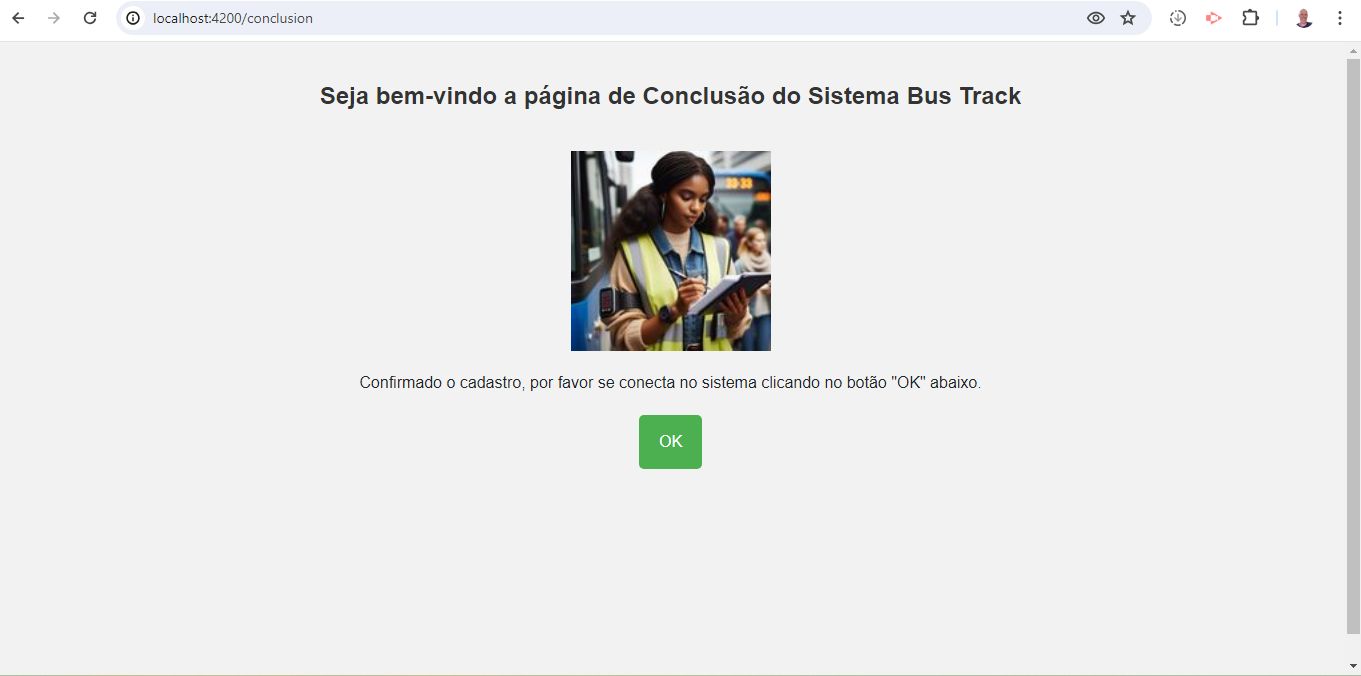 localhost:4200/conclusion
Seja bem-vindo a página de Conclusão do Sistema Bus Track
33:33
Confirmado o cadastro, por favor se conecta no sistema clicando no botão "OK" abaixo.
OK